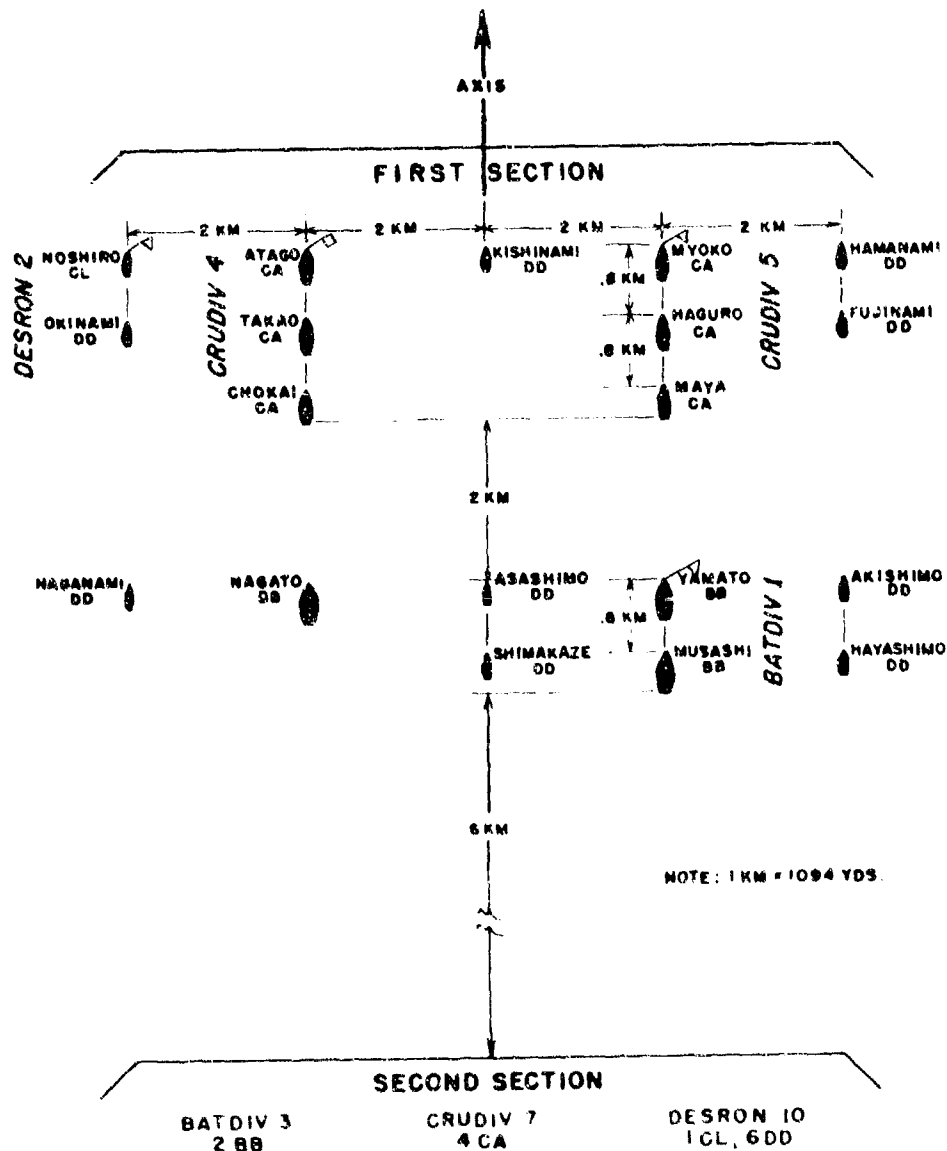 AXIS
FIRST SECTION
2 KM 2 KM 2 KM 2 KM
DESRON 2
NOSHIRO
CL
OKINAMI
DD
CRUDIV 4
ATAGO
CA
TAKAO
CA
CHOKAI
CA
KISHINAMI
DD
.8 KM
.8 KM
MYOKO
CA
HAGURO
CA
MAYA
CA
CRUDIV 5
HAMANAMI
DD
FUJINAMI
DD
2 KM
NAGANAMI
DD
NAGATO
BB
ASASHIMO
DD
SHIMAKAZE
DD
.8 KM
YAMATO
BB
MUSASHI
BB
BATDIV 1
AKISHIMO
DD
HAYASHIMO
DD
6 KM
NOTE: 1 KM = 1094 YDS.
SECOND SECTION
BATDIV 3
2 BB
CRUDIV 7
4 CA
DESRON 10
1 CL, 6 DD